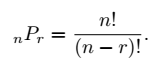 ₙPᵣ = n! / (n − r)!.